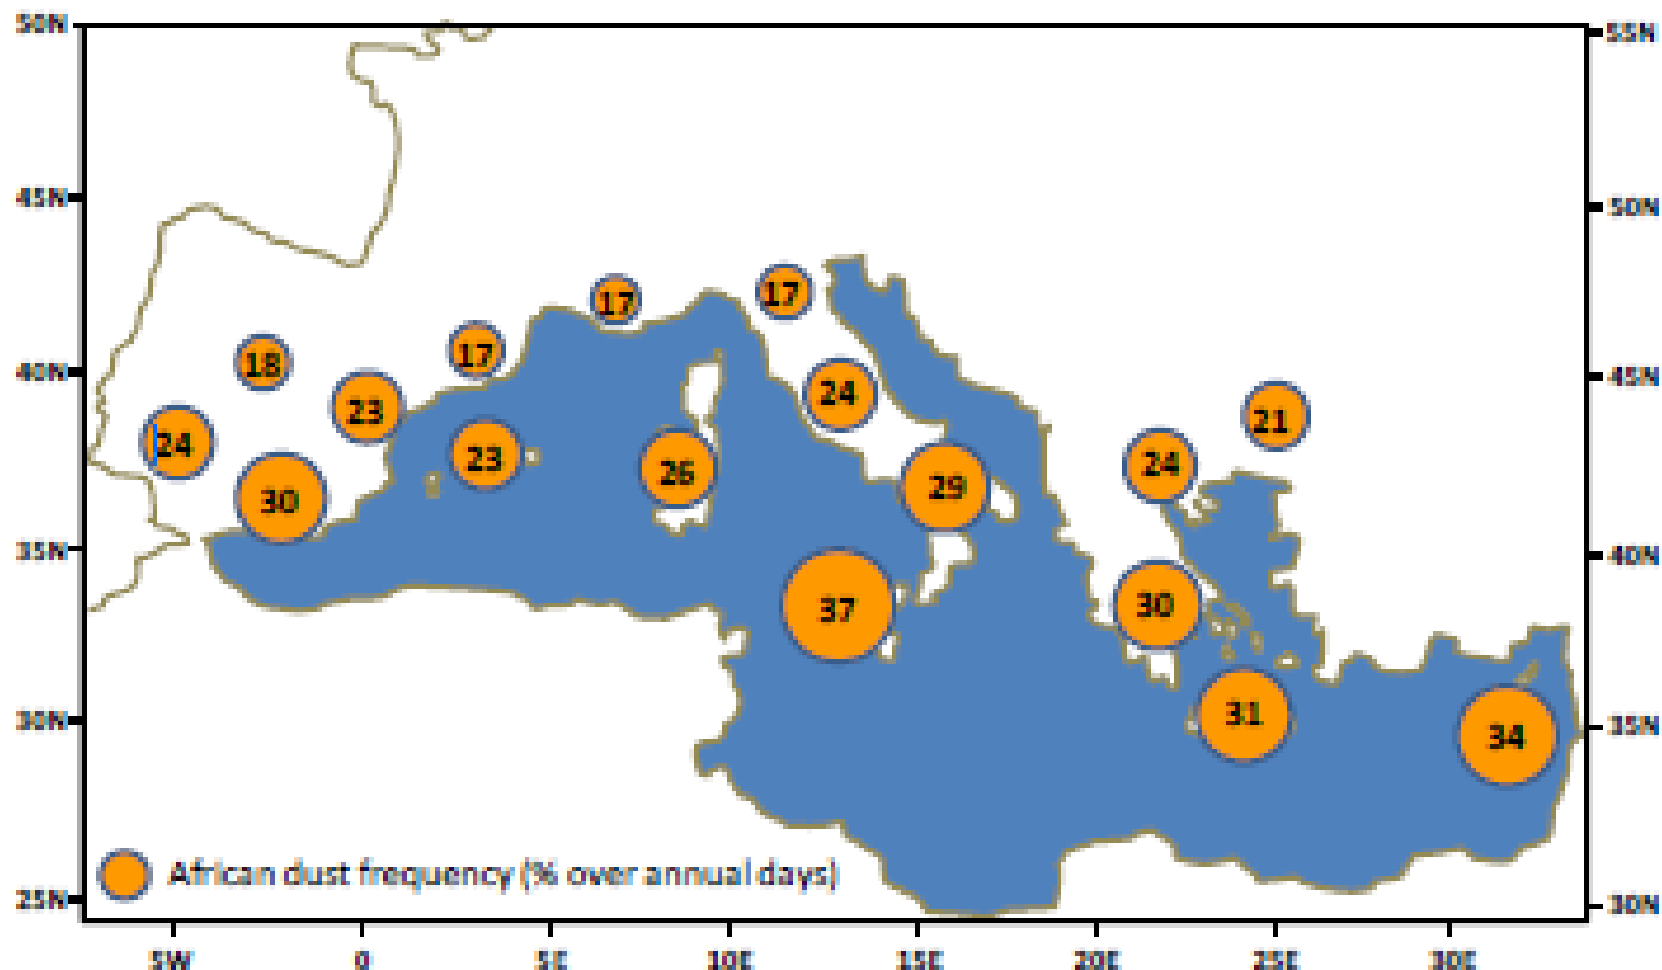 50N
55N
45N
50N
17
17
17
18
40N
45N
24
23
21
24
23
24
26
30
29
35N
40N
37
30
31
34
30N
35N
African dust frequency (% over annual days)
25N
30N
5W
0
5E
10E
15E
20E
25E
30E